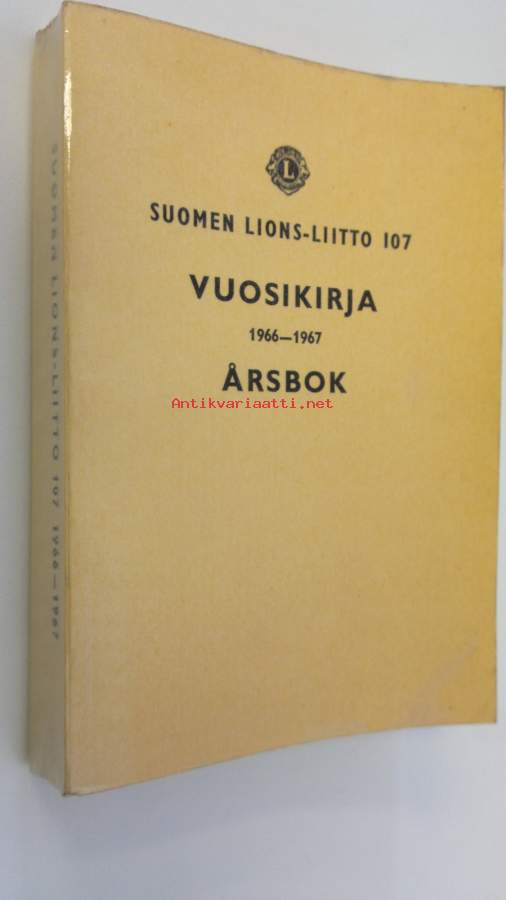 L
SUOMEN LIONS-LIITTO 107
VUOSIKIRJA
1966—1967
ÅRSBOK
Antikvariaatti.net
SUOMEN LIONS-LIITTO 107 1966—1967